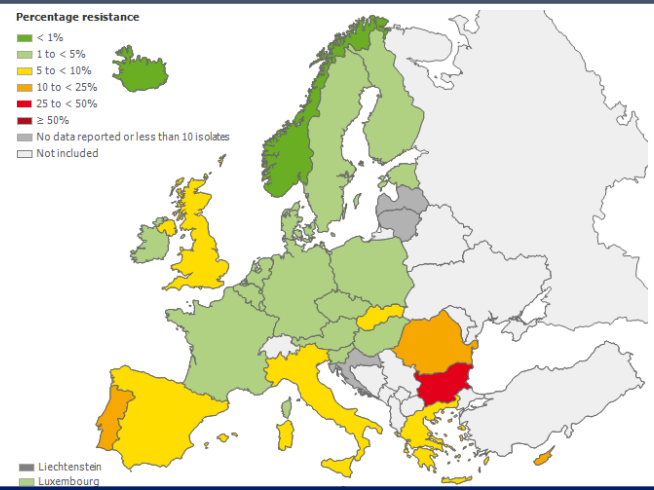 Percentage resistance
< 1%
1 to < 5%
5 to < 10%
10 to < 25%
25 to < 50%
≥ 50%
No data reported or less than 10 isolates
Not included
Liechtenstein
Luxembourg